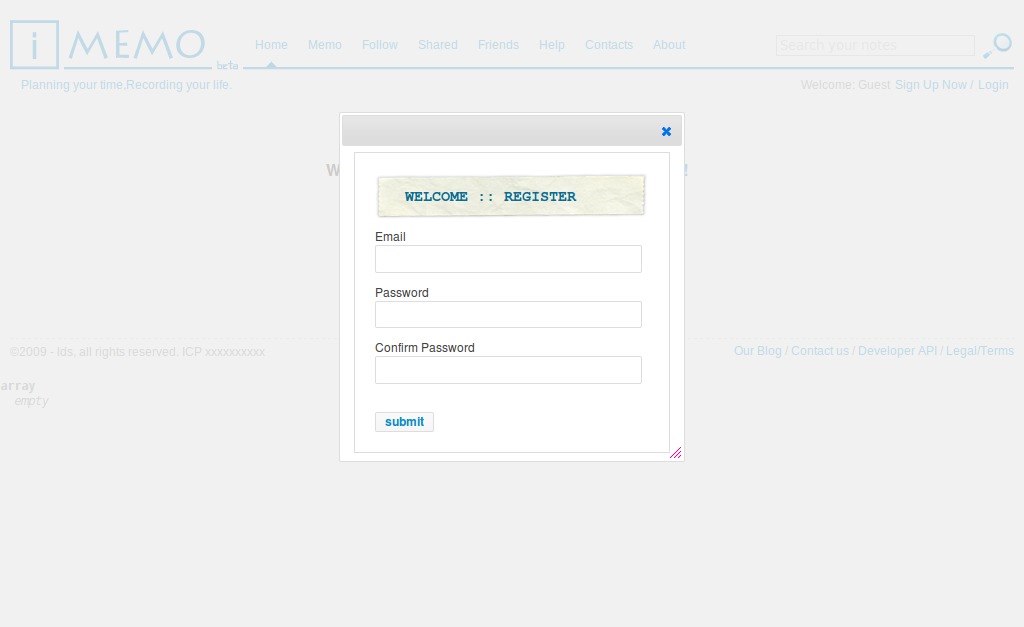 i MEMO beta
Home Memo Follow Shared Friends Help Contacts About
Search your notes
Planning your time,Recording your life.
Welcome: Guest Sign Up Now / Login
W !
WELCOME :: REGISTER
Email
Password
Confirm Password
submit
©2009 - lds, all rights reserved. ICP xxxxxxxxxx
Our Blog / Contact us / Developer API / Legal/Terms
array
empty